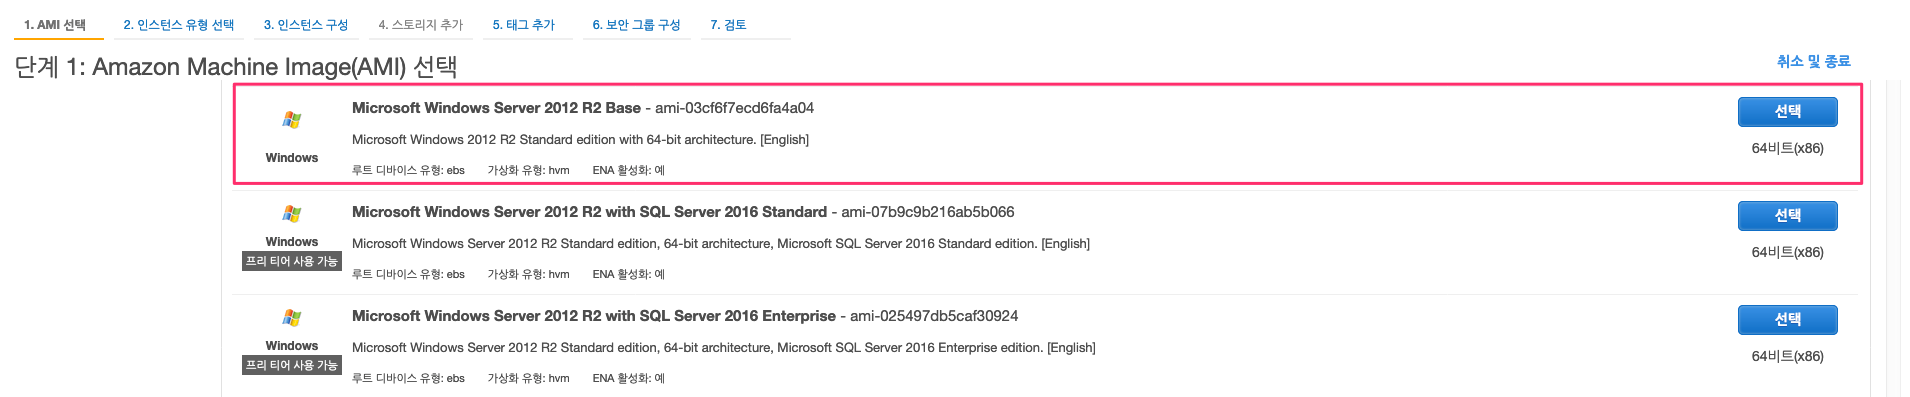 1. AMI 선택
2. 인스턴스 유형 선택
3. 인스턴스 구성
4. 스토리지 추가
5. 태그 추가
6. 보안 그룹 구성
7. 검토
단계 1: Amazon Machine Image(AMI) 선택
취소 및 종료
Windows
Microsoft Windows Server 2012 R2 Base - ami-03cf6f7ecd6fa4a04
Microsoft Windows 2012 R2 Standard edition with 64-bit architecture. [English]
루트 디바이스 유형: ebs 가상화 유형: hvm ENA 활성화: 예
선택
64비트(x86)
Windows
프리 티어 사용 가능
Microsoft Windows Server 2012 R2 with SQL Server 2016 Standard - ami-07b9c9b216ab5b066
Microsoft Windows Server 2012 R2 Standard edition, 64-bit architecture, Microsoft SQL Server 2016 Standard edition. [English]
루트 디바이스 유형: ebs 가상화 유형: hvm ENA 활성화: 예
선택
64비트(x86)
Windows
프리 티어 사용 가능
Microsoft Windows Server 2012 R2 with SQL Server 2016 Enterprise - ami-025497db5caf30924
Microsoft Windows Server 2012 R2 Standard edition, 64-bit architecture, Microsoft SQL Server 2016 Enterprise edition. [English]
루트 디바이스 유형: ebs 가상화 유형: hvm ENA 활성화: 예
선택
64비트(x86)